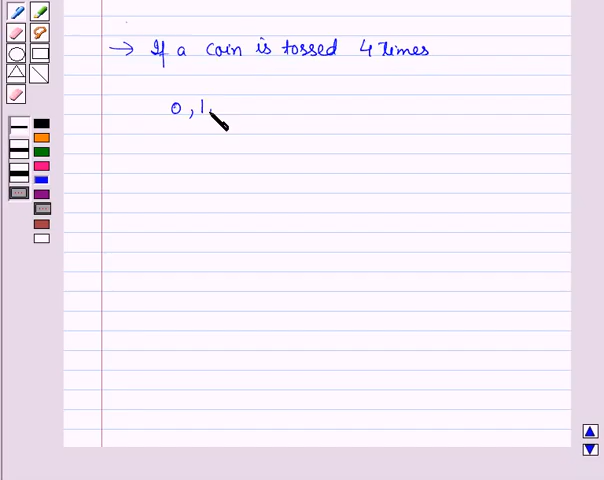 → If a coin is tossed 4 times
0, 1,